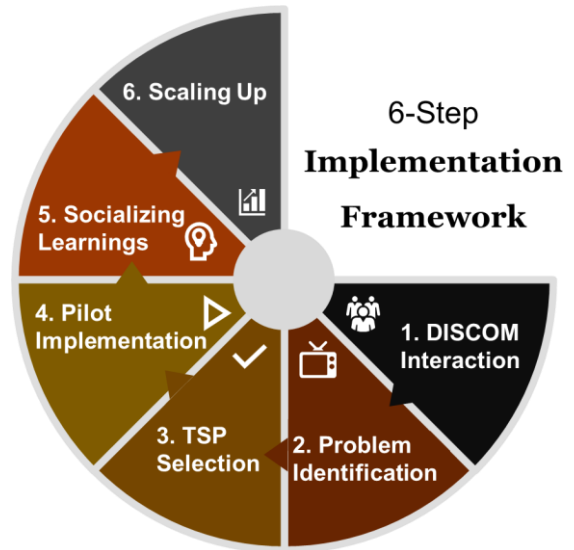 6-Step
Implementation
Framework
1. DISCOM
Interaction
2. Problem
Identification
3. TSP
Selection
4. Pilot
Implementation
5. Socializing
Learnings
6. Scaling Up